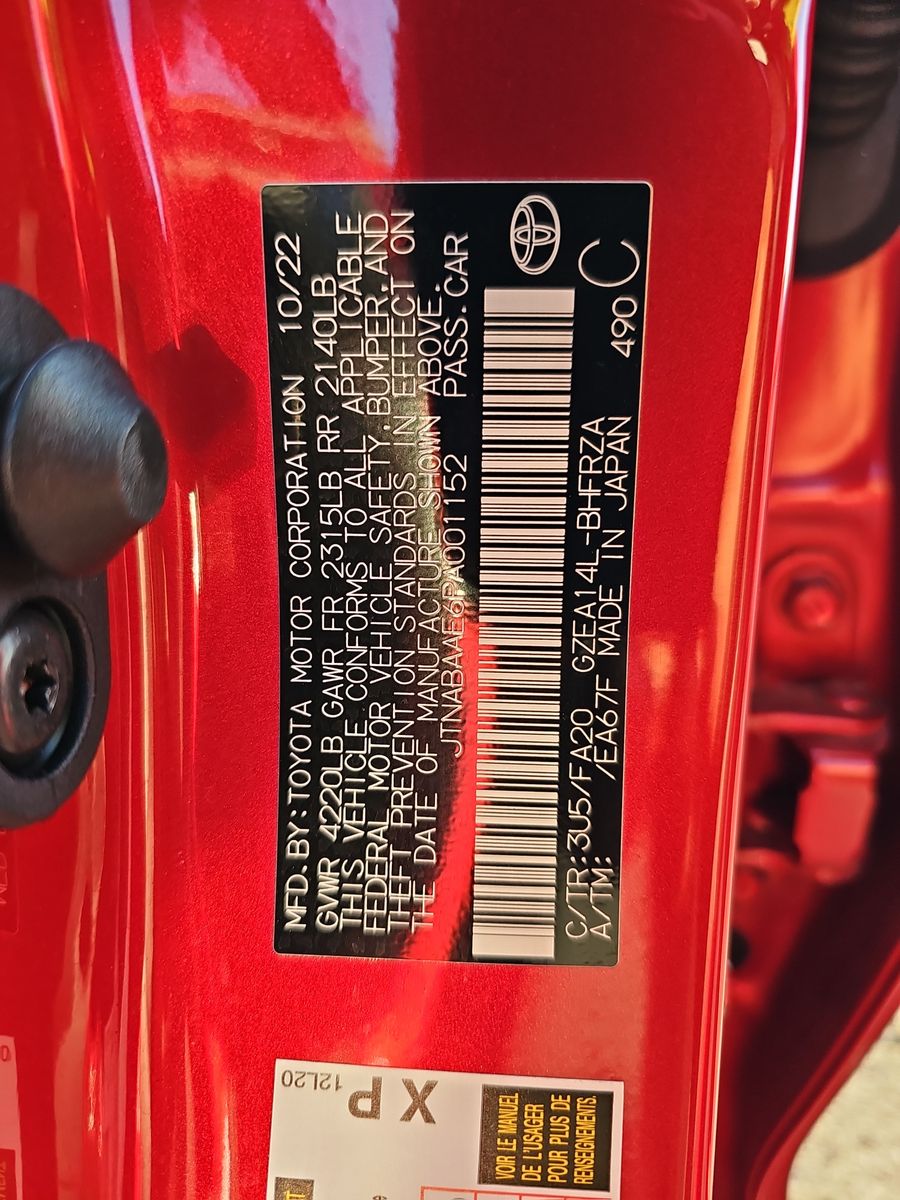 MFD.BY:TOYOTA MOTOR CORPORATION 10/22
GVWR 4220LB GAWR FR 2315LB RR 2140LB
THIS VEHICLE CONFORMS TO ALL APPLICABLE
FEDERAL MOTOR VEHICLE SAFETY,BUMPER,AND
THEFT PREVENTION STANDARDS IN EFFECT ON
THE DATE OF MANUFACTURE SHOWN ABOVE.
JTNABAAE6PA001152 PASS.CAR
C/TR:3U5/FA20 GZEA14L-BHFRZA
A/TM: /EA67F MADE IN JAPAN 490 C
12L20
X P
VOIR LE MANUEL
DE L'USAGER
POUR PLUS DE
RENSEIGNEMENTS.